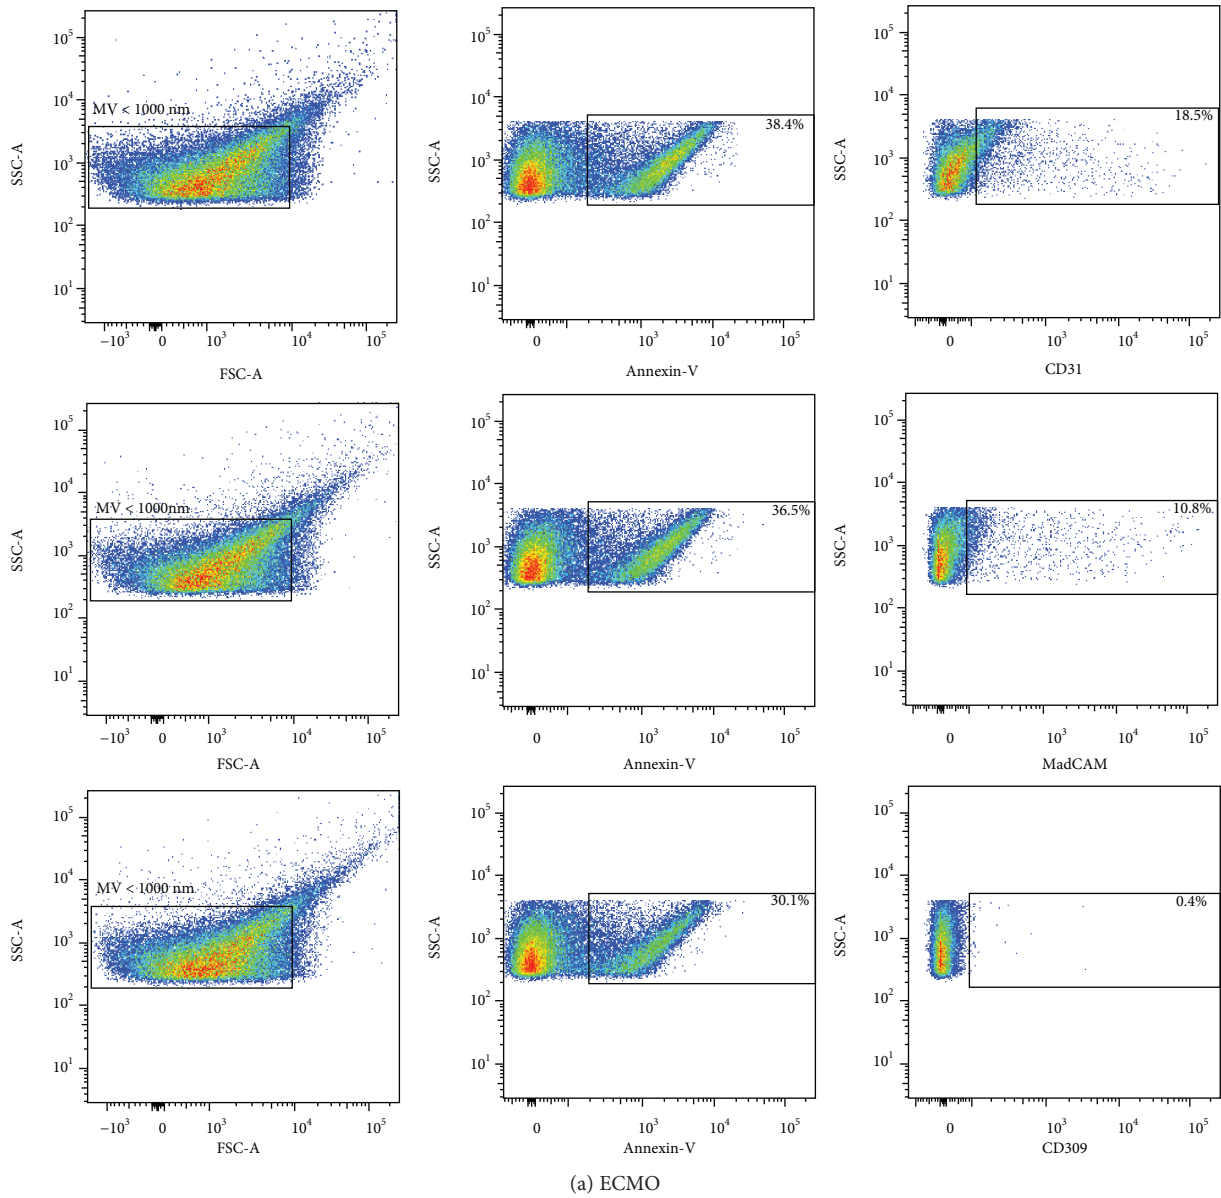 10⁵
10⁴
10³
10²
10¹
SSC-A
MV < 1000 nm
−10³ 0 10³ 10⁴ 10⁵
FSC-A
10⁵
10⁴
10³
10²
10¹
SSC-A
38.4%
0 10³ 10⁴ 10⁵
Annexin-V
10⁵
10⁴
10³
10²
10¹
SSC-A
18.5%
0 10³ 10⁴ 10⁵
CD31
10⁵
10⁴
10³
10²
10¹
SSC-A
MV < 1000nm
−10³ 0 10³ 10⁴ 10⁵
FSC-A
10⁵
10⁴
10³
10²
10¹
SSC-A
36.5%
0 10³ 10⁴ 10⁵
Annexin-V
10⁵
10⁴
10³
10²
10¹
SSC-A
10.8%
0 10³ 10⁴ 10⁵
MadCAM
10⁵
10⁴
10³
10²
10¹
SSC-A
MV < 1000 nm
−10³ 0 10³ 10⁴ 10⁵
FSC-A
10⁵
10⁴
10³
10²
10¹
SSC-A
30.1%
0 10³ 10⁴ 10⁵
Annexin-V
10⁵
10⁴
10³
10²
10¹
SSC-A
0.4%
0 10³ 10⁴ 10⁵
CD309
(a) ECMO